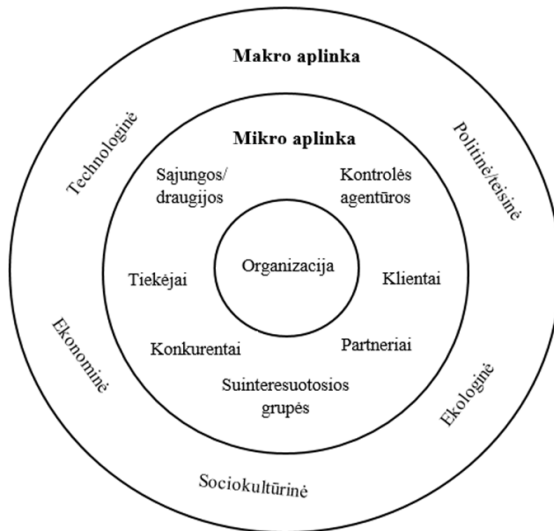 Makro aplinka
Technologinė
Politinė/teisinė
Mikro aplinka
Sąjungos/
draugijos
Kontrolės
agentūros
Organizacija
Tiekėjai
Klientai
Konkurentai
Partneriai
Suinteresuotosios
grupės
Ekonominė
Ekologinė
Sociokultūrinė